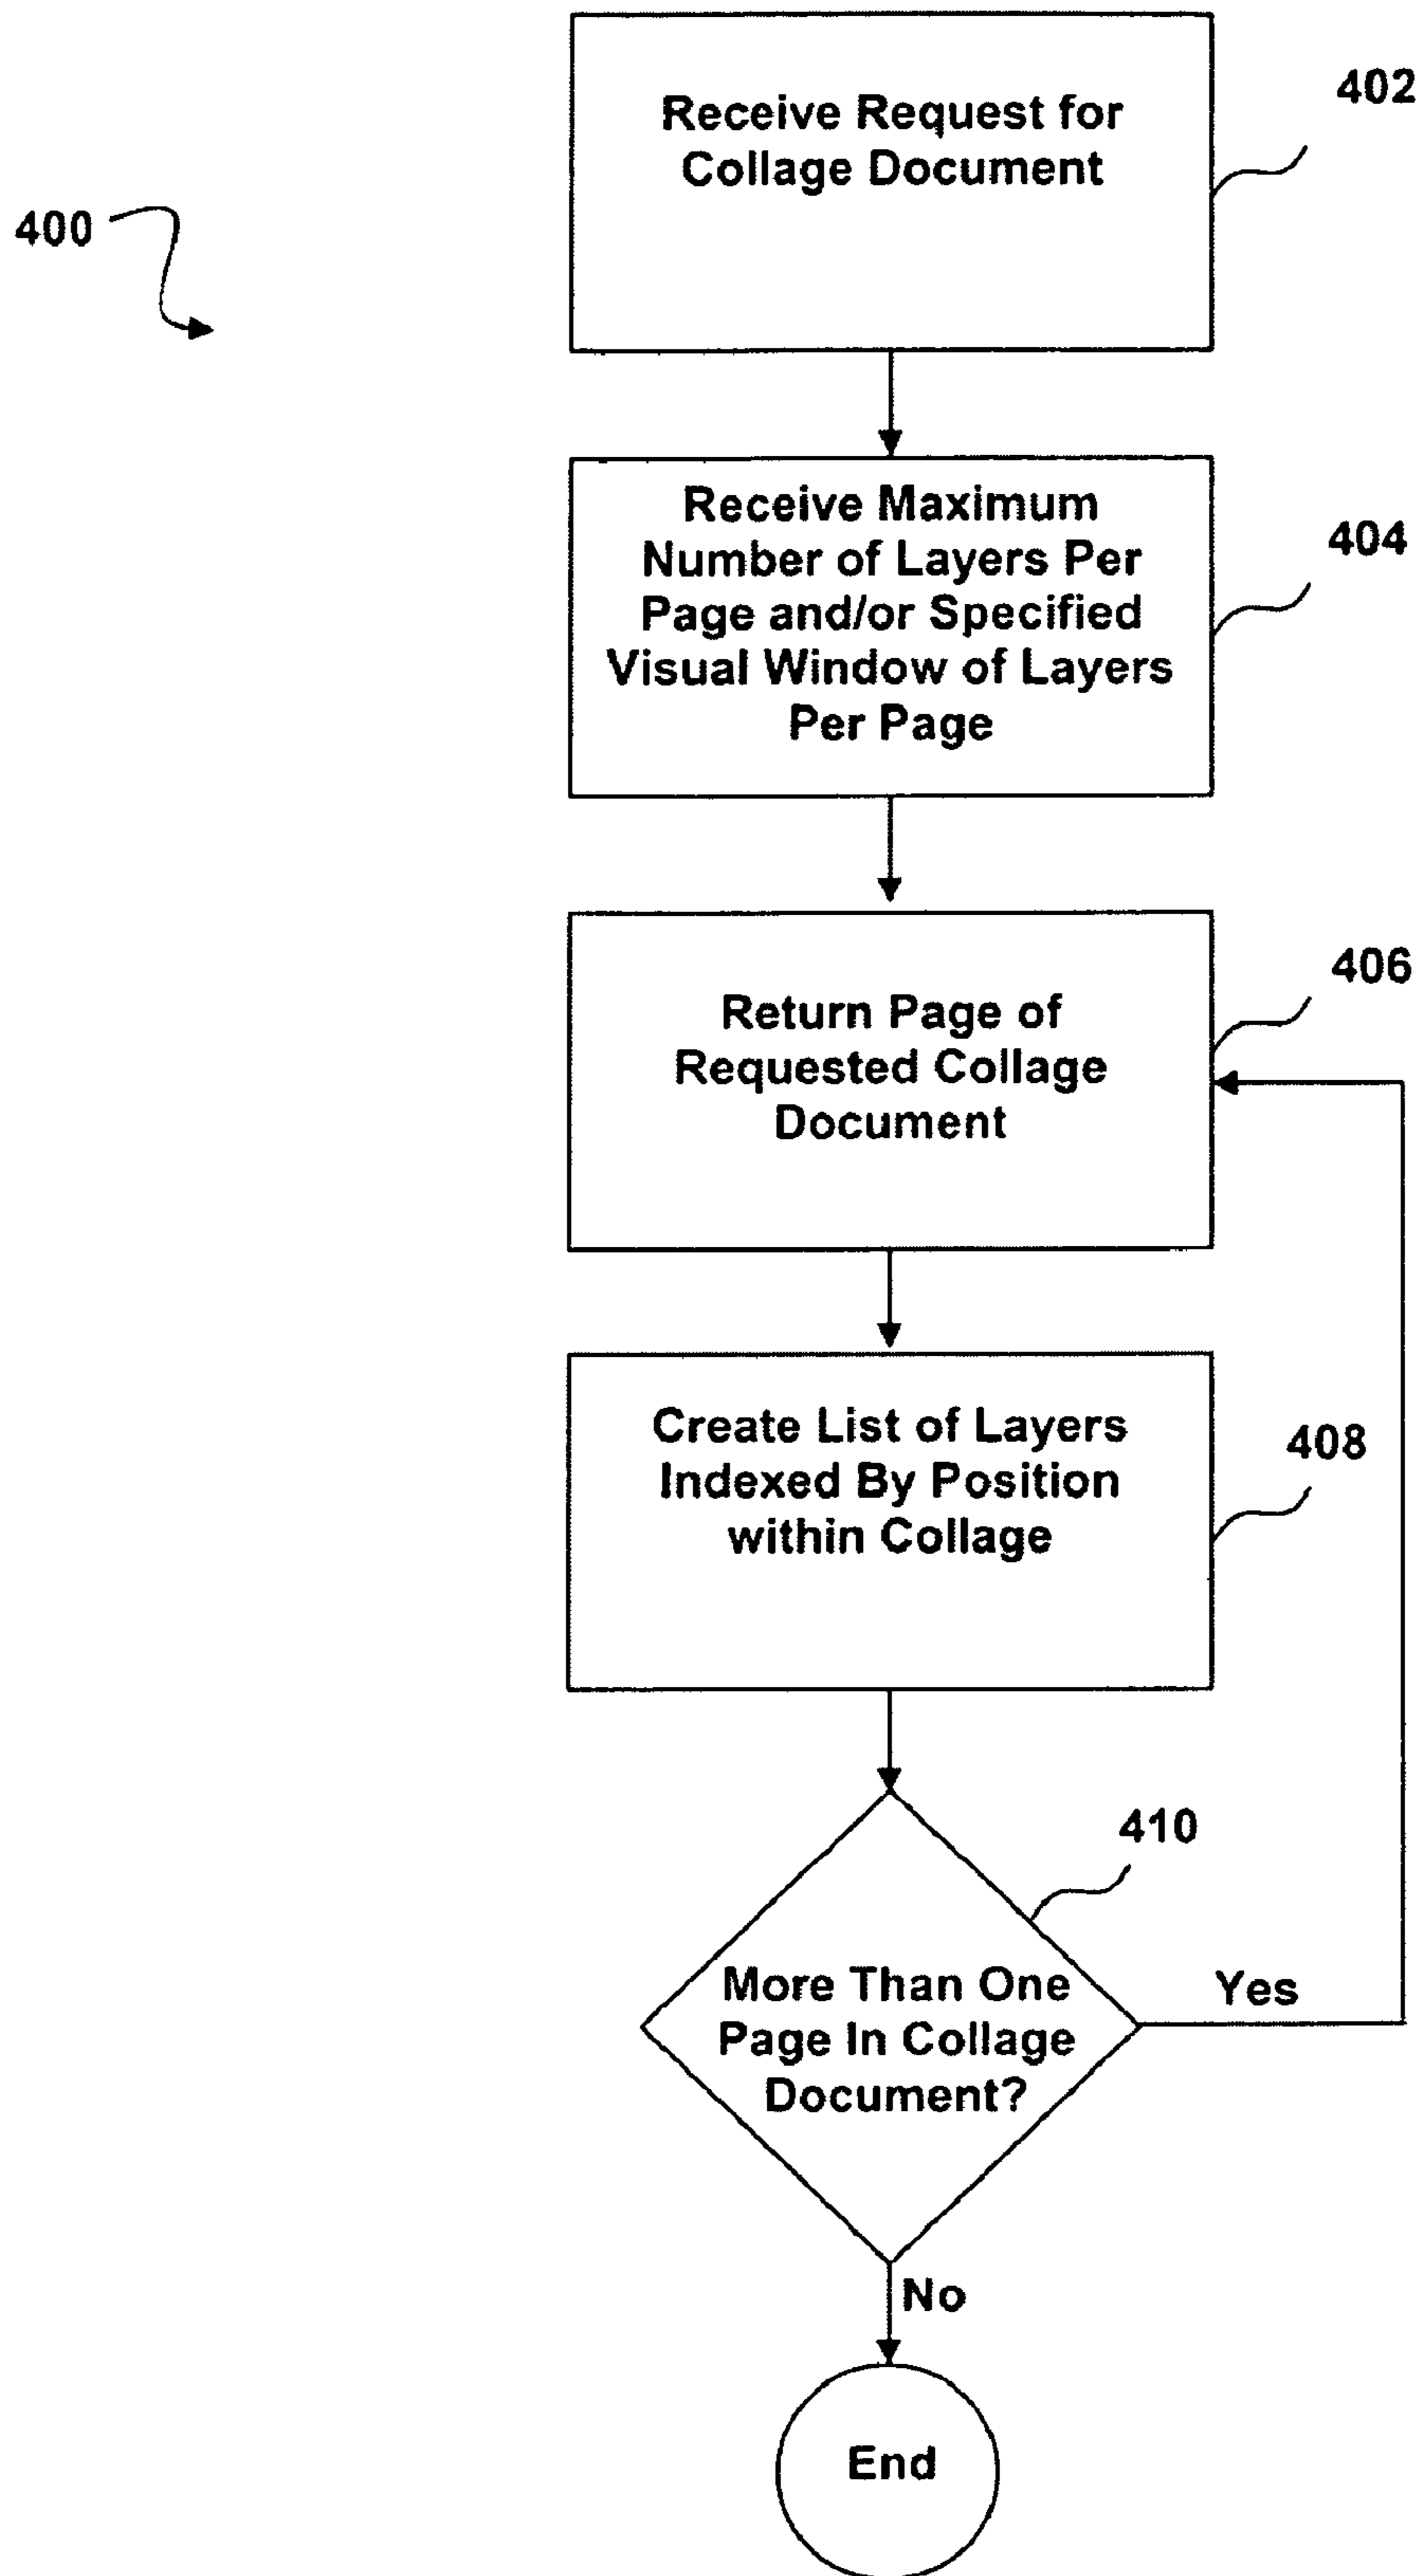 Receive Request for
Collage Document
402
400
Receive Maximum
Number of Layers Per
Page and/or Specified
Visual Window of Layers
Per Page
404
Return Page of
Requested Collage
Document
406
Create List of Layers
Indexed By Position
within Collage
408
410
More Than One
Page In Collage
Document?
Yes
No
End